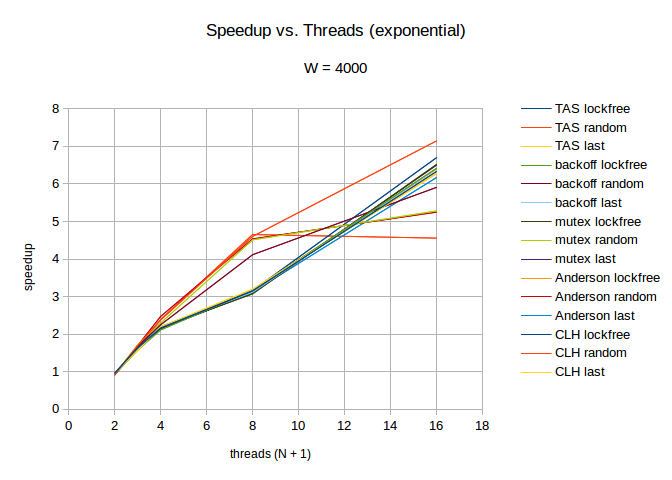 Speedup vs. Threads (exponential)
W = 4000
8
7
6
5
4
3
2
1
0
0 2 4 6 8 10 12 14 16 18
speedup
threads (N + 1)
TAS lockfree
TAS random
TAS last
backoff lockfree
backoff random
backoff last
mutex lockfree
mutex random
mutex last
Anderson lockfree
Anderson random
Anderson last
CLH lockfree
CLH random
CLH last